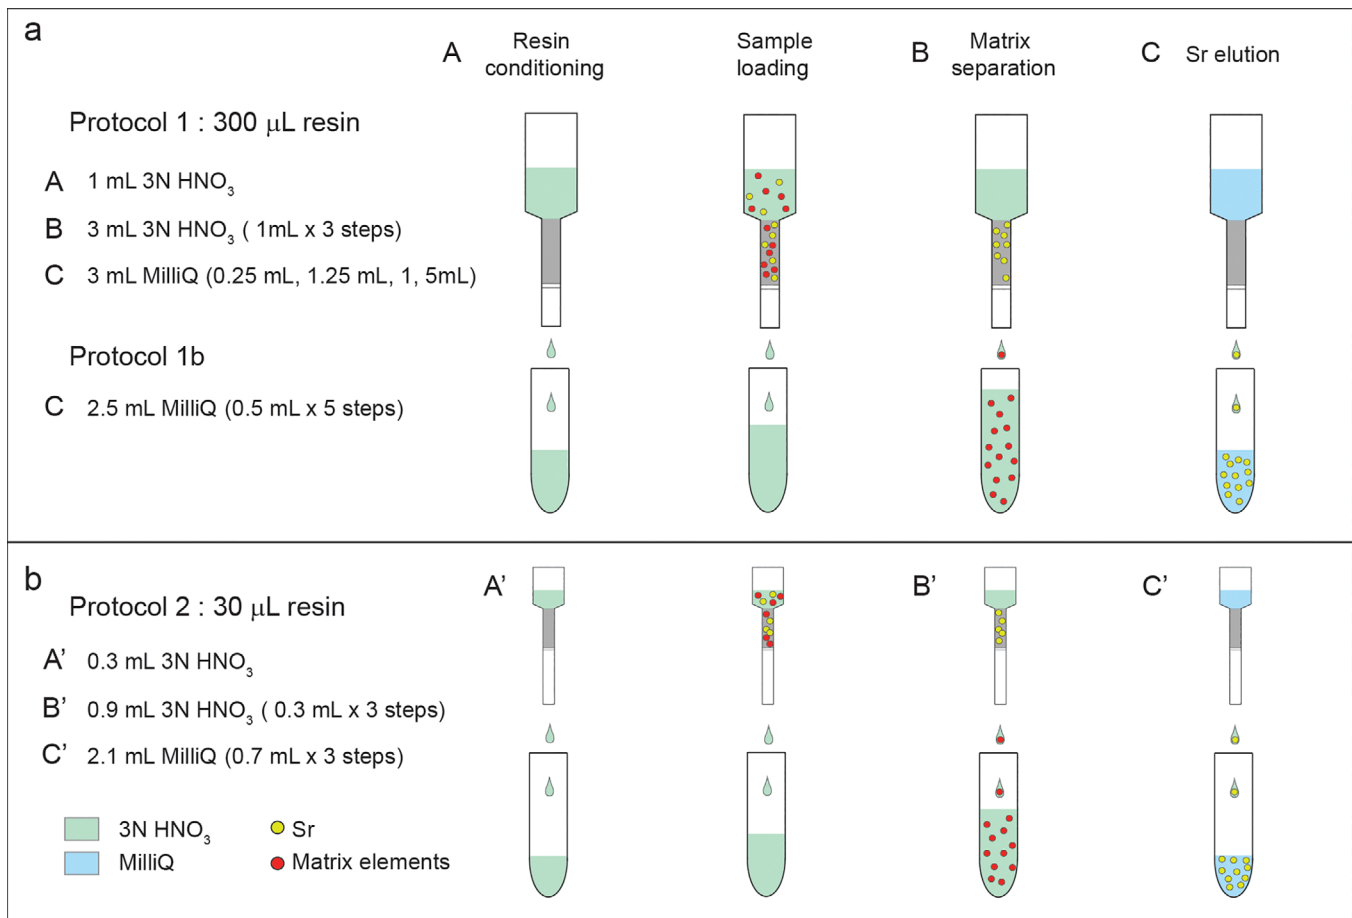 a
A Resin conditioning
Sample loading
B Matrix separation
C Sr elution
Protocol 1 : 300 μL resin
A 1 mL 3N HNO₃
B 3 mL 3N HNO₃ ( 1mL x 3 steps)
C 3 mL MilliQ (0.25 mL, 1.25 mL, 1, 5mL)
Protocol 1b
C 2.5 mL MilliQ (0.5 mL x 5 steps)
b
Protocol 2 : 30 μL resin
A’
B’
C’
A’ 0.3 mL 3N HNO₃
B’ 0.9 mL 3N HNO₃ ( 0.3 mL x 3 steps)
C’ 2.1 mL MilliQ (0.7 mL x 3 steps)
3N HNO₃
Sr
MilliQ
Matrix elements